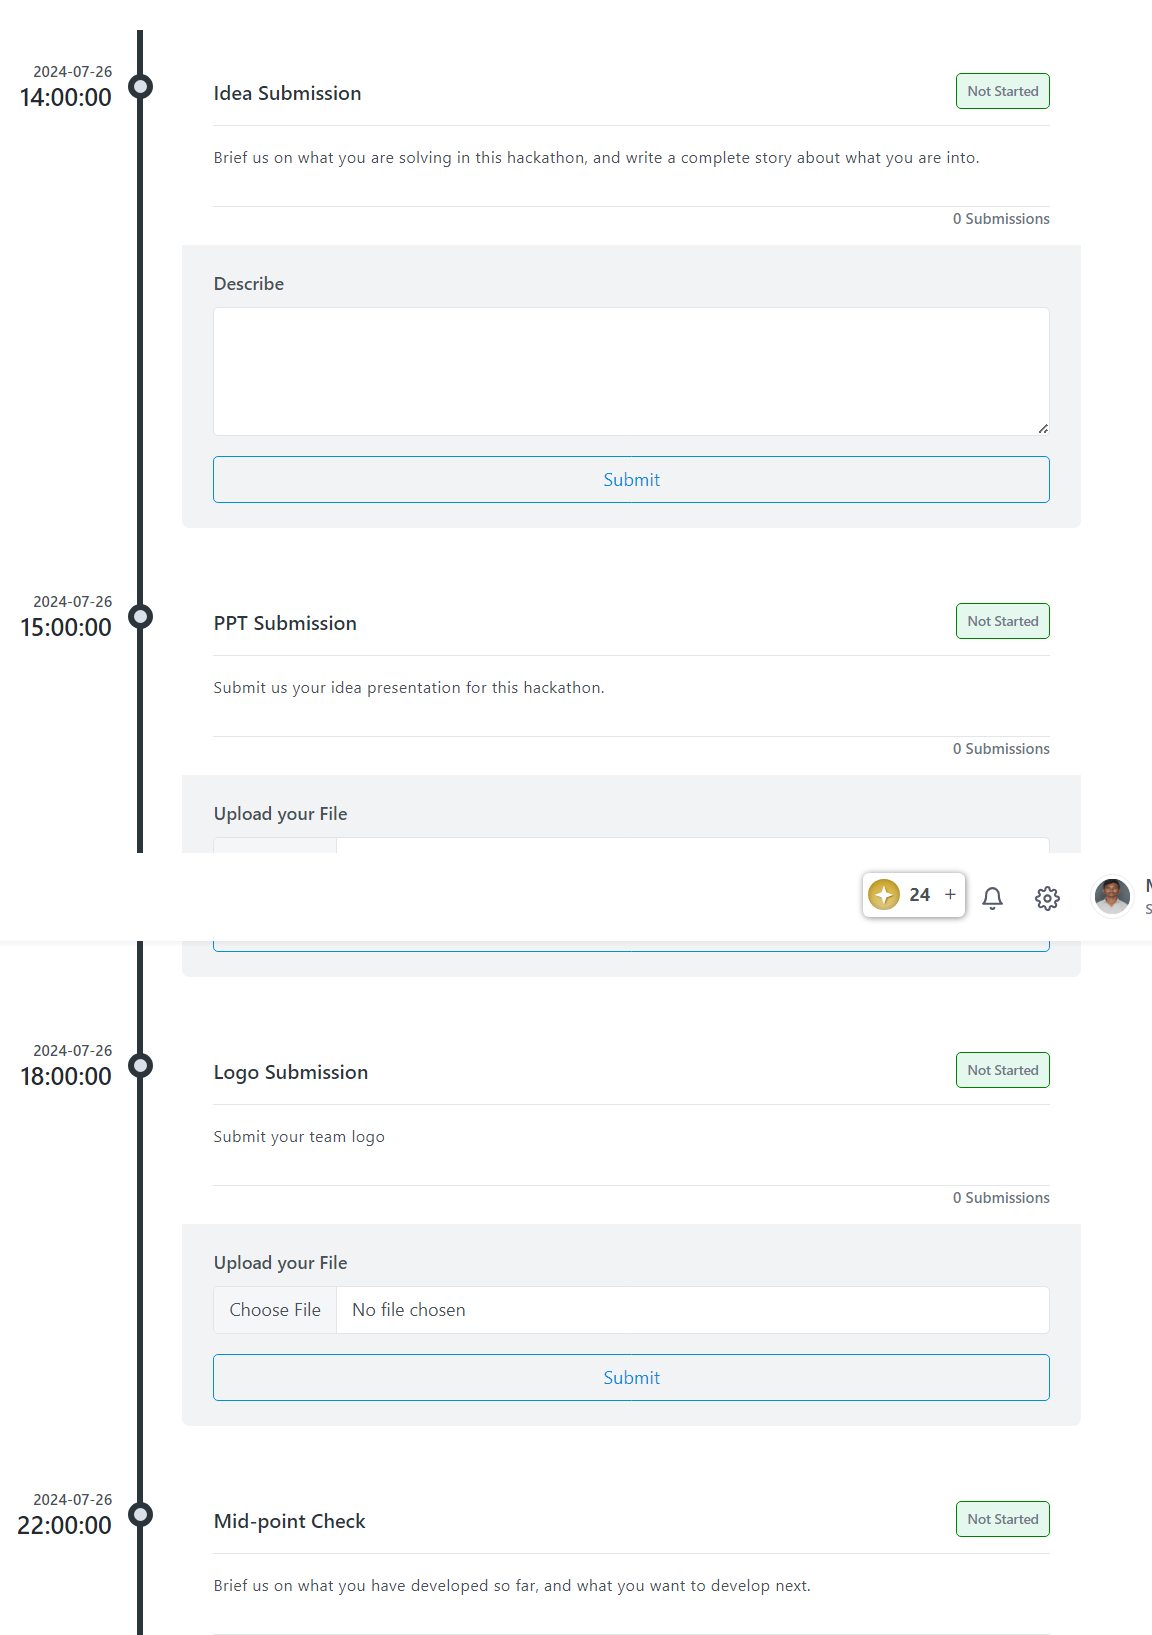 2024-07-26
14:00:00
Idea Submission
Not Started
Brief us on what you are solving in this hackathon, and write a complete story about what you are into.
0 Submissions
Describe
Submit
2024-07-26
15:00:00
PPT Submission
Not Started
Submit us your idea presentation for this hackathon.
0 Submissions
Upload your File
24 +
2024-07-26
18:00:00
Logo Submission
Not Started
Submit your team logo
0 Submissions
Upload your File
Choose File No file chosen
Submit
2024-07-26
22:00:00
Mid-point Check
Not Started
Brief us on what you have developed so far, and what you want to develop next.